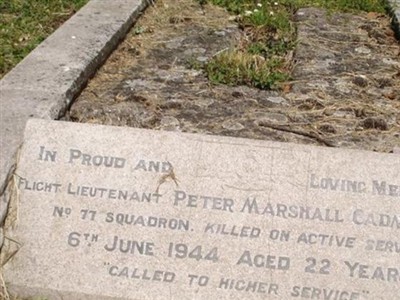 IN PROUD AND LOVING ME
FLIGHT LIEUTENANT PETER MARSHALL CADM
No 77 SQUADRON. KILLED ON ACTIVE SERV
6TH JUNE 1944 AGED 22 YEAR
"CALLED TO HIGHER SERVICE"